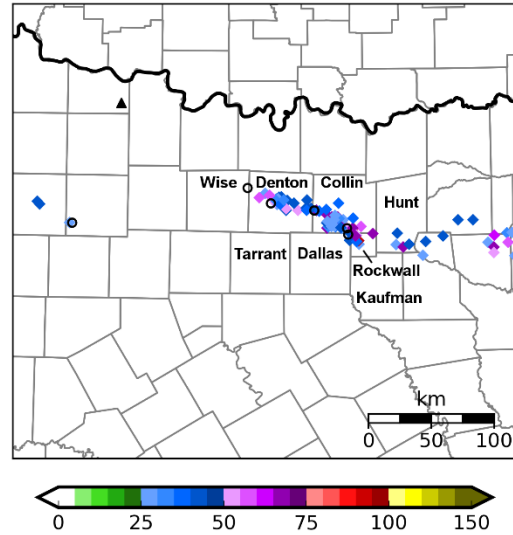 Wise Denton Collin
Hunt
Tarrant Dallas
Rockwall
Kaufman
km
0 50 100
0 25 50 75 100 150